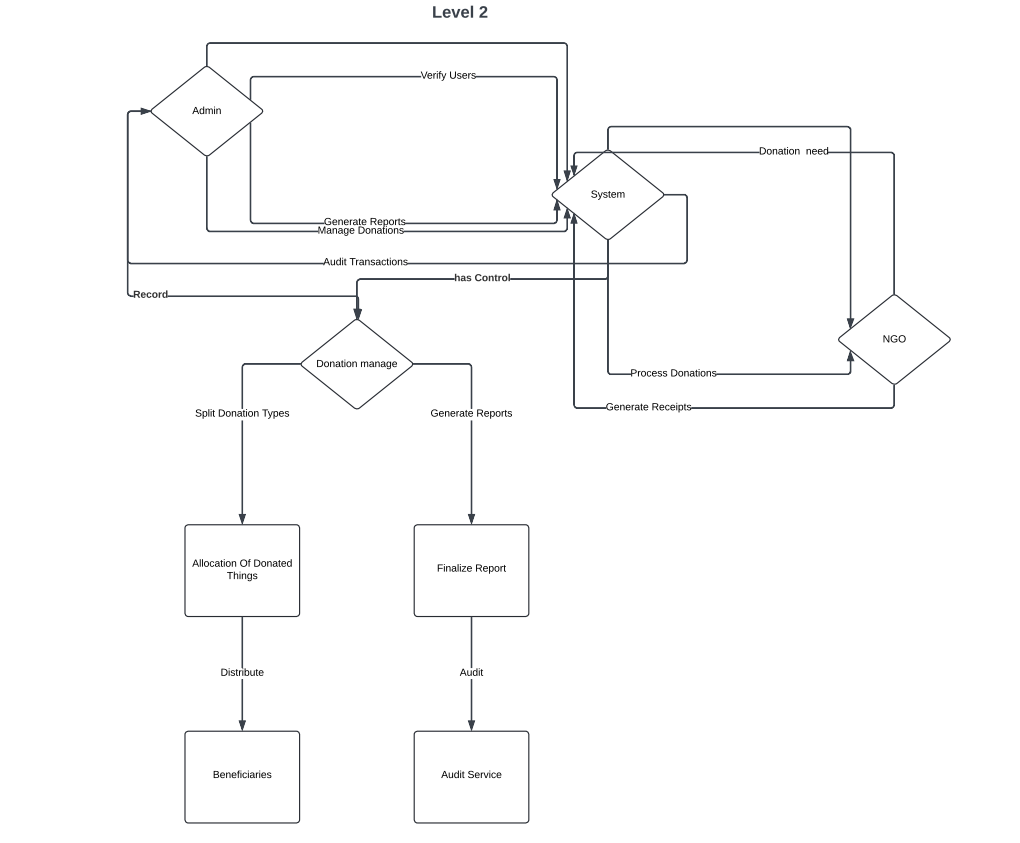 Level 2
Verify Users
Admin
Donation need
System
Generate Reports
Manage Donations
Audit Transactions
has Control
Record
NGO
Donation manage
Process Donations
Split Donation Types
Generate Reports
Generate Receipts
Allocation Of Donated
Things
Finalize Report
Distribute
Audit
Beneficiaries
Audit Service